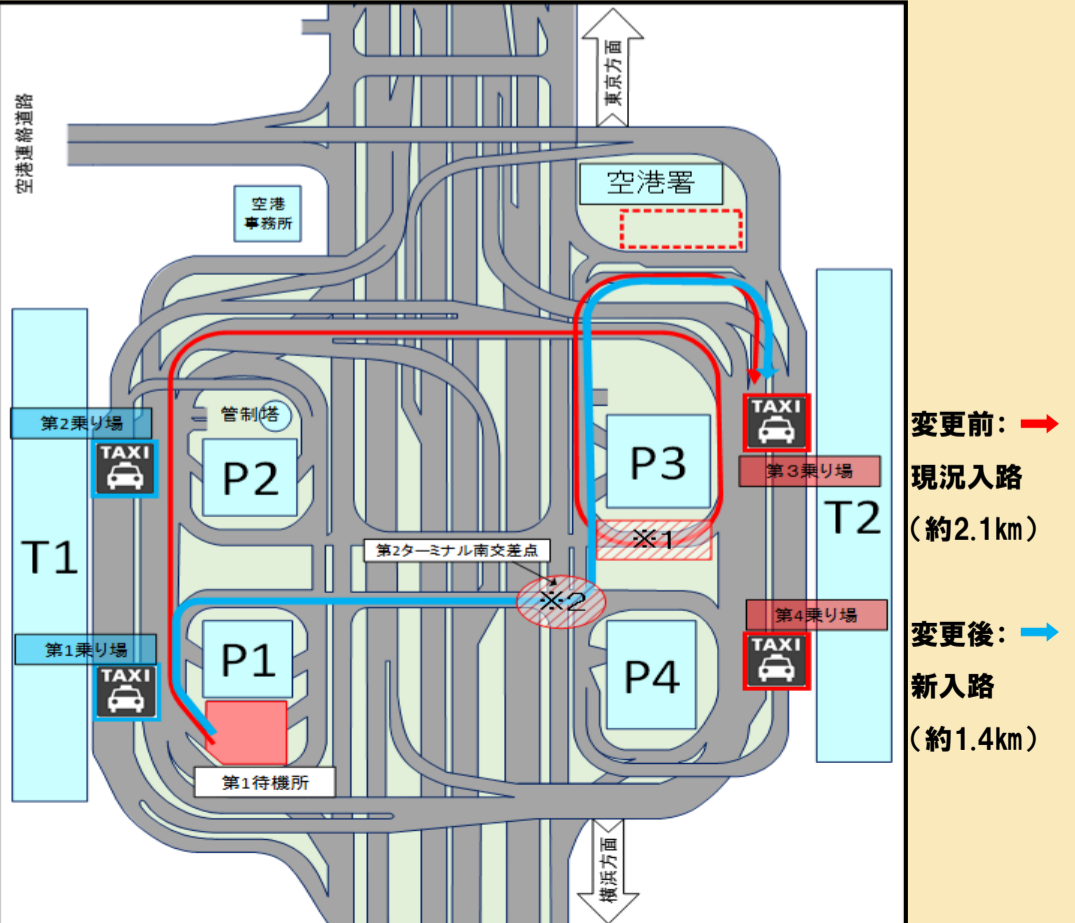 東京方面
空港連絡道路
空港署
空港
事務所
第2乗り場
TAXI
管制塔
P2
P3
TAXI
第3乗り場
T1
T2
※1
第2ターミナル南交差点
※2
第1乗り場
TAXI
P1
P4
第4乗り場
TAXI
第1待機所
横浜方面
変更前:
現況入路
(約2.1km)
変更後:
新入路
(約1.4km)